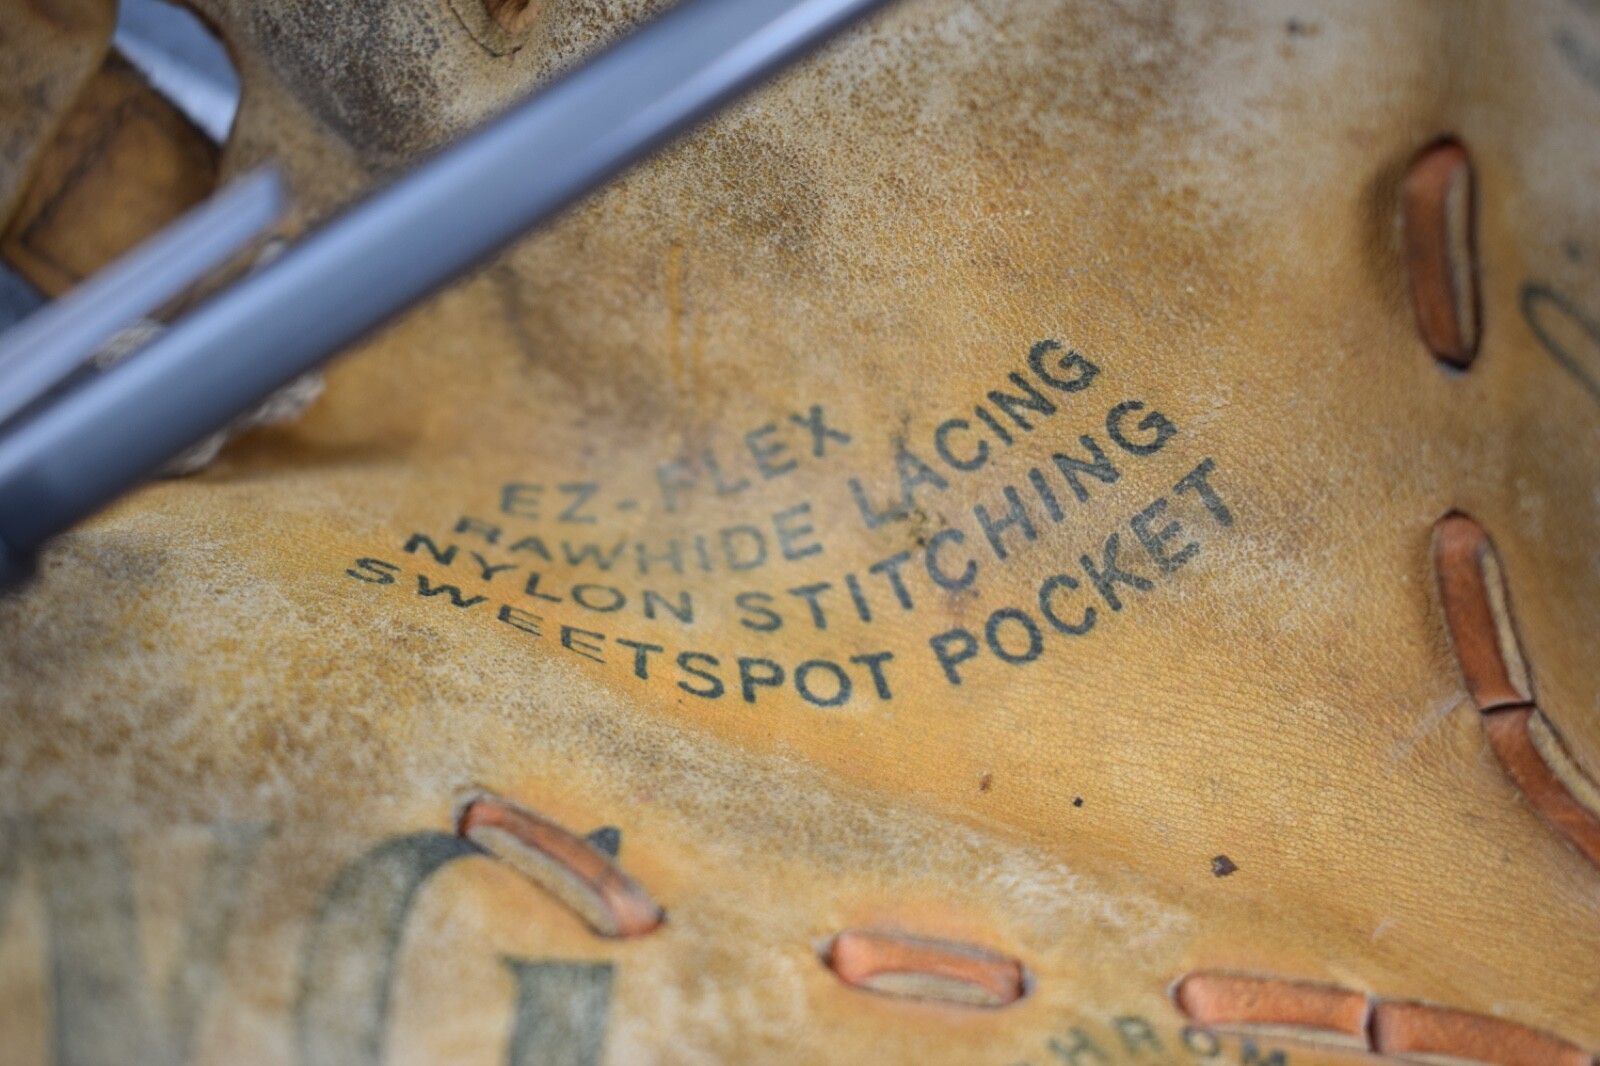 EZ-FLEX
RAWHIDE LACING
NYLON STITCHING
SWEETSPOT POCKET